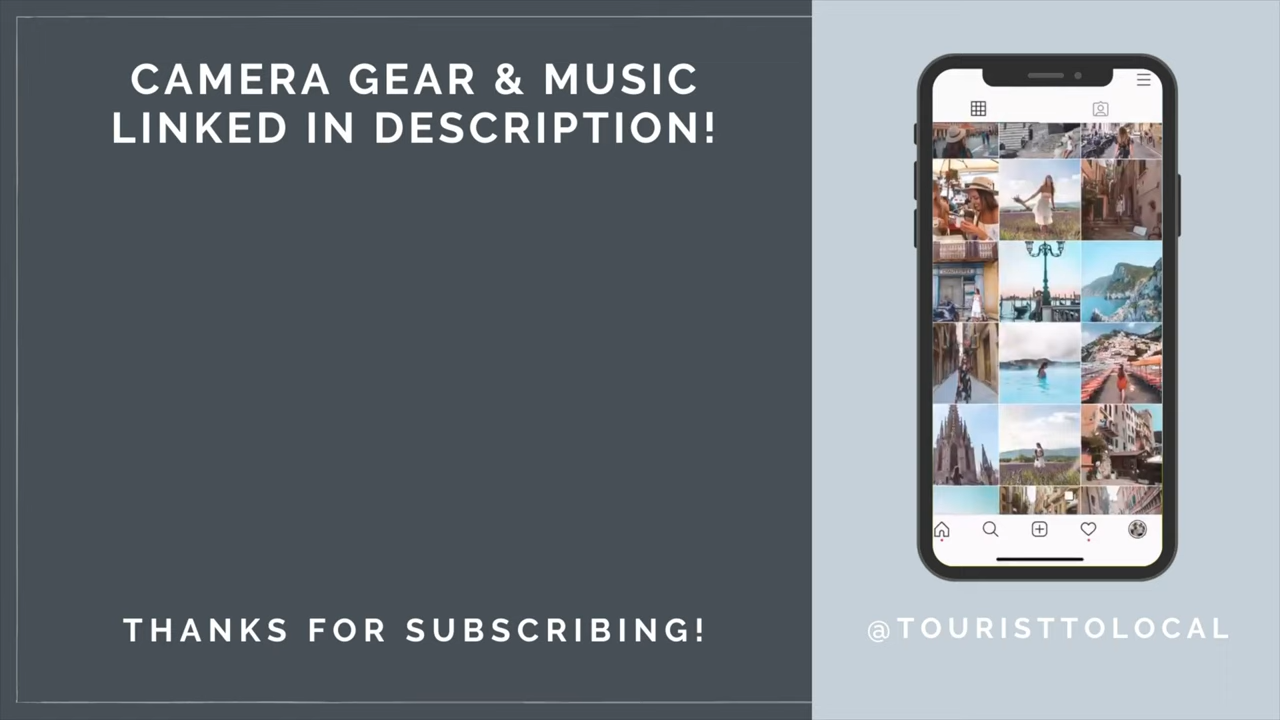 CAMERA GEAR & MUSIC
LINKED IN DESCRIPTION!
THANKS FOR SUBSCRIBING!
@TOURISTTOLOCAL